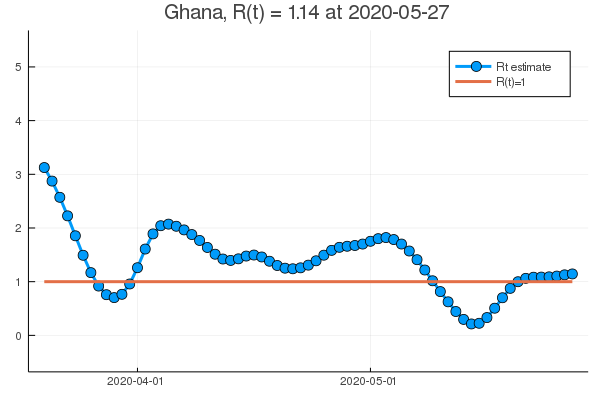 Ghana, R(t) = 1.14 at 2020-05-27
Rt estimate
R(t)=1
5
4
3
2
1
0
2020-04-01
2020-05-01